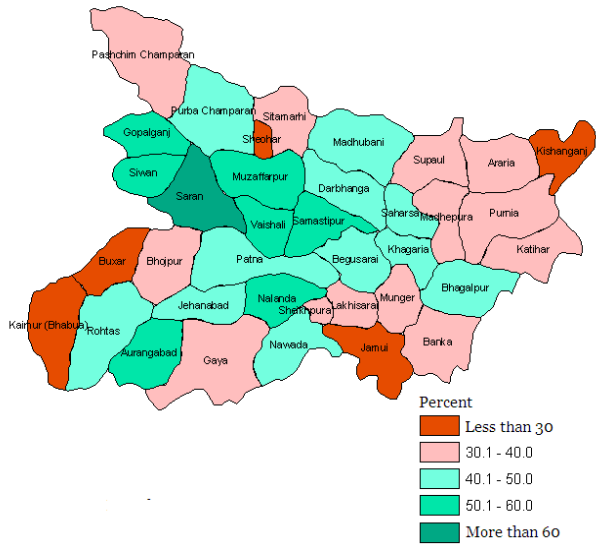 Pashchim Champaran
Purba Champaran
Sitamarhi
Gopalganj
Sheohar
Madhubani
Kishanganj
Supaul
Araria
Siwan
Muzaffarpur
Darbhanga
Saran
Saharsa
Madhepura
Purnia
Vaishali
Samastipur
Khagaria
Katihar
Buxar
Bhojpur
Patna
Begusarai
Bhagalpur
Jehanabad
Nalanda
Sheikhpura
Lakhisarai
Munger
Kaimur (Bhabua)
Rohtas
Aurangabad
Gaya
Nawada
Jamui
Banka
Percent
Less than 30
30.1 - 40.0
40.1 - 50.0
50.1 - 60.0
More than 60